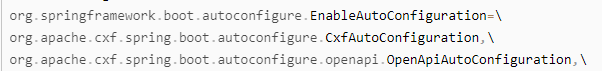 org.springframework.boot.autoconfigure.EnableAutoConfiguration=\
org.apache.cxf.spring.boot.autoconfigure.CxfAutoConfiguration,\
org.apache.cxf.spring.boot.autoconfigure.openapi.OpenApiAutoConfiguration,\